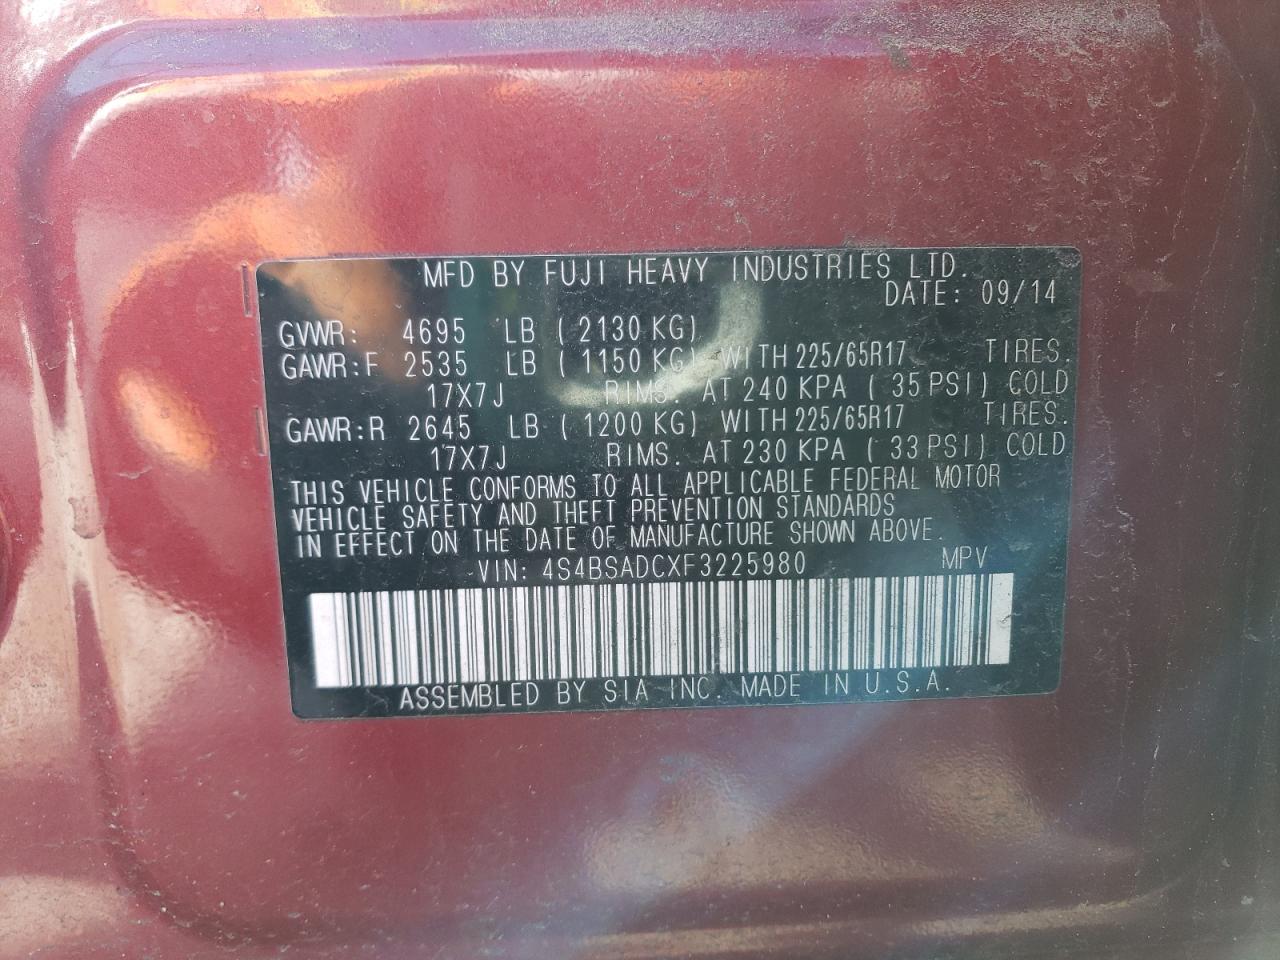 MFD BY FUJI HEAVY INDUSTRIES LTD.
DATE: 09/14
GVWR: 4695 LB ( 2130 KG)
GAWR:F 2535 LB ( 1150 KG) WITH 225/65R17 TIRES.
17X7J RIMS. AT 240 KPA ( 35 PSI) COLD
GAWR:R 2645 LB ( 1200 KG) WITH 225/65R17 TIRES.
17X7J RIMS. AT 230 KPA ( 33 PSI) COLD
THIS VEHICLE CONFORMS TO ALL APPLICABLE FEDERAL MOTOR
VEHICLE SAFETY AND THEFT PREVENTION STANDARDS
IN EFFECT ON THE DATE OF MANUFACTURE SHOWN ABOVE.
VIN: 4S4BSADCXF3225980 MPV
ASSEMBLED BY SIA INC. MADE IN U.S.A.